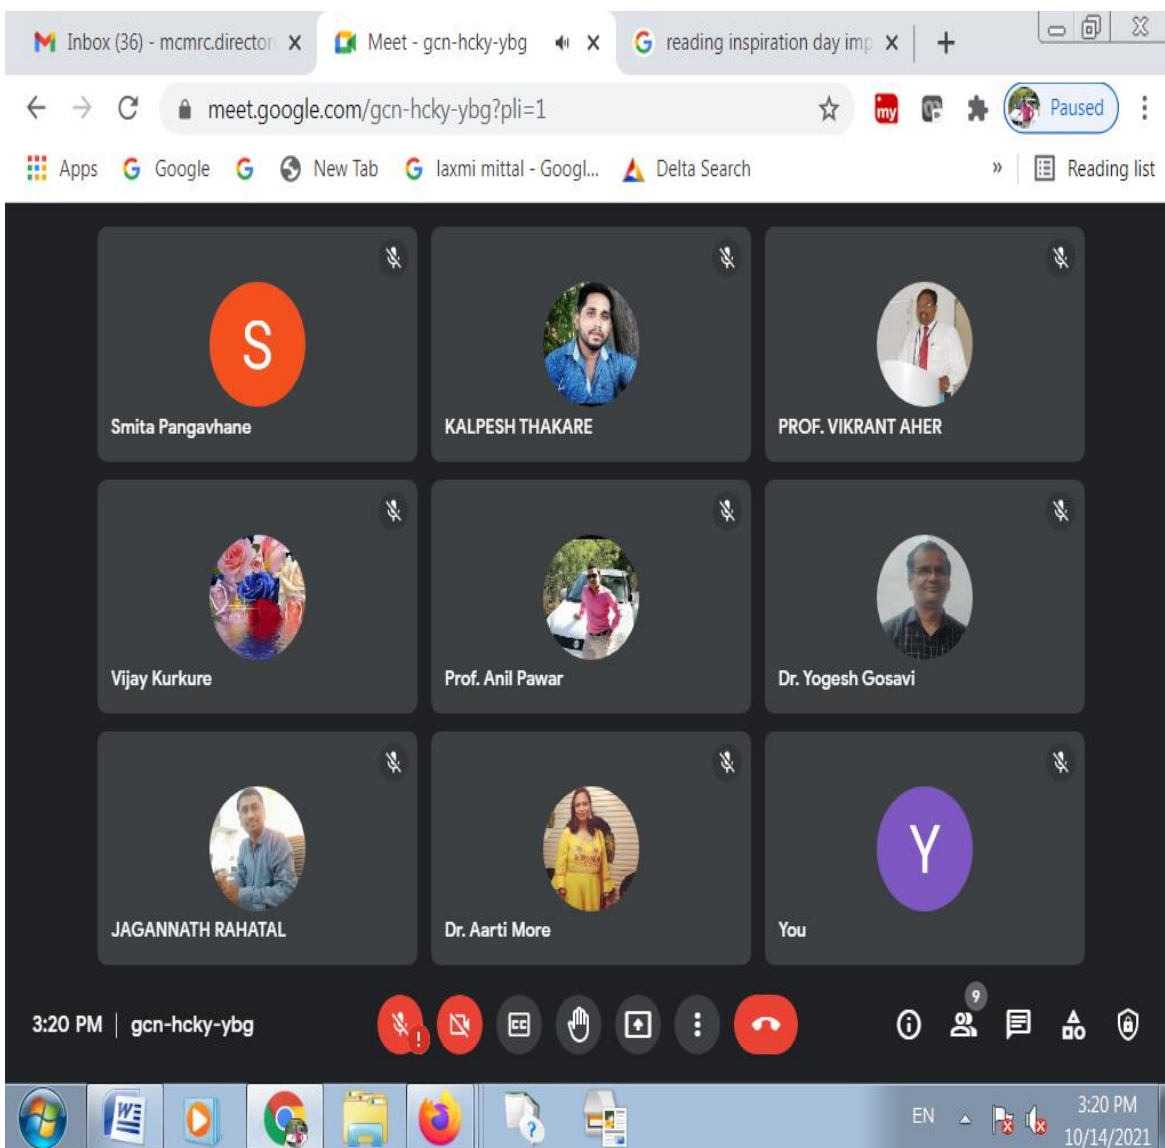 Inbox (36) - mcmrc.director Meet - gcn-hcky-ybg reading inspiration day imp
meet.google.com/gcn-hcky-ybg?pli=1 my Paused
Apps Google New Tab laxmi mittal - Googl... Delta Search » Reading list
S
Smita Pangavhane KALPESH THAKARE PROF. VIKRANT AHER
Vijay Kurkure Prof. Anil Pawar Dr. Yogesh Gosavi
Y
JAGANNATH RAHATAL Dr. Aarti More You
9
3:20 PM | gcn-hcky-ybg
EN 3:20 PM
10/14/2021